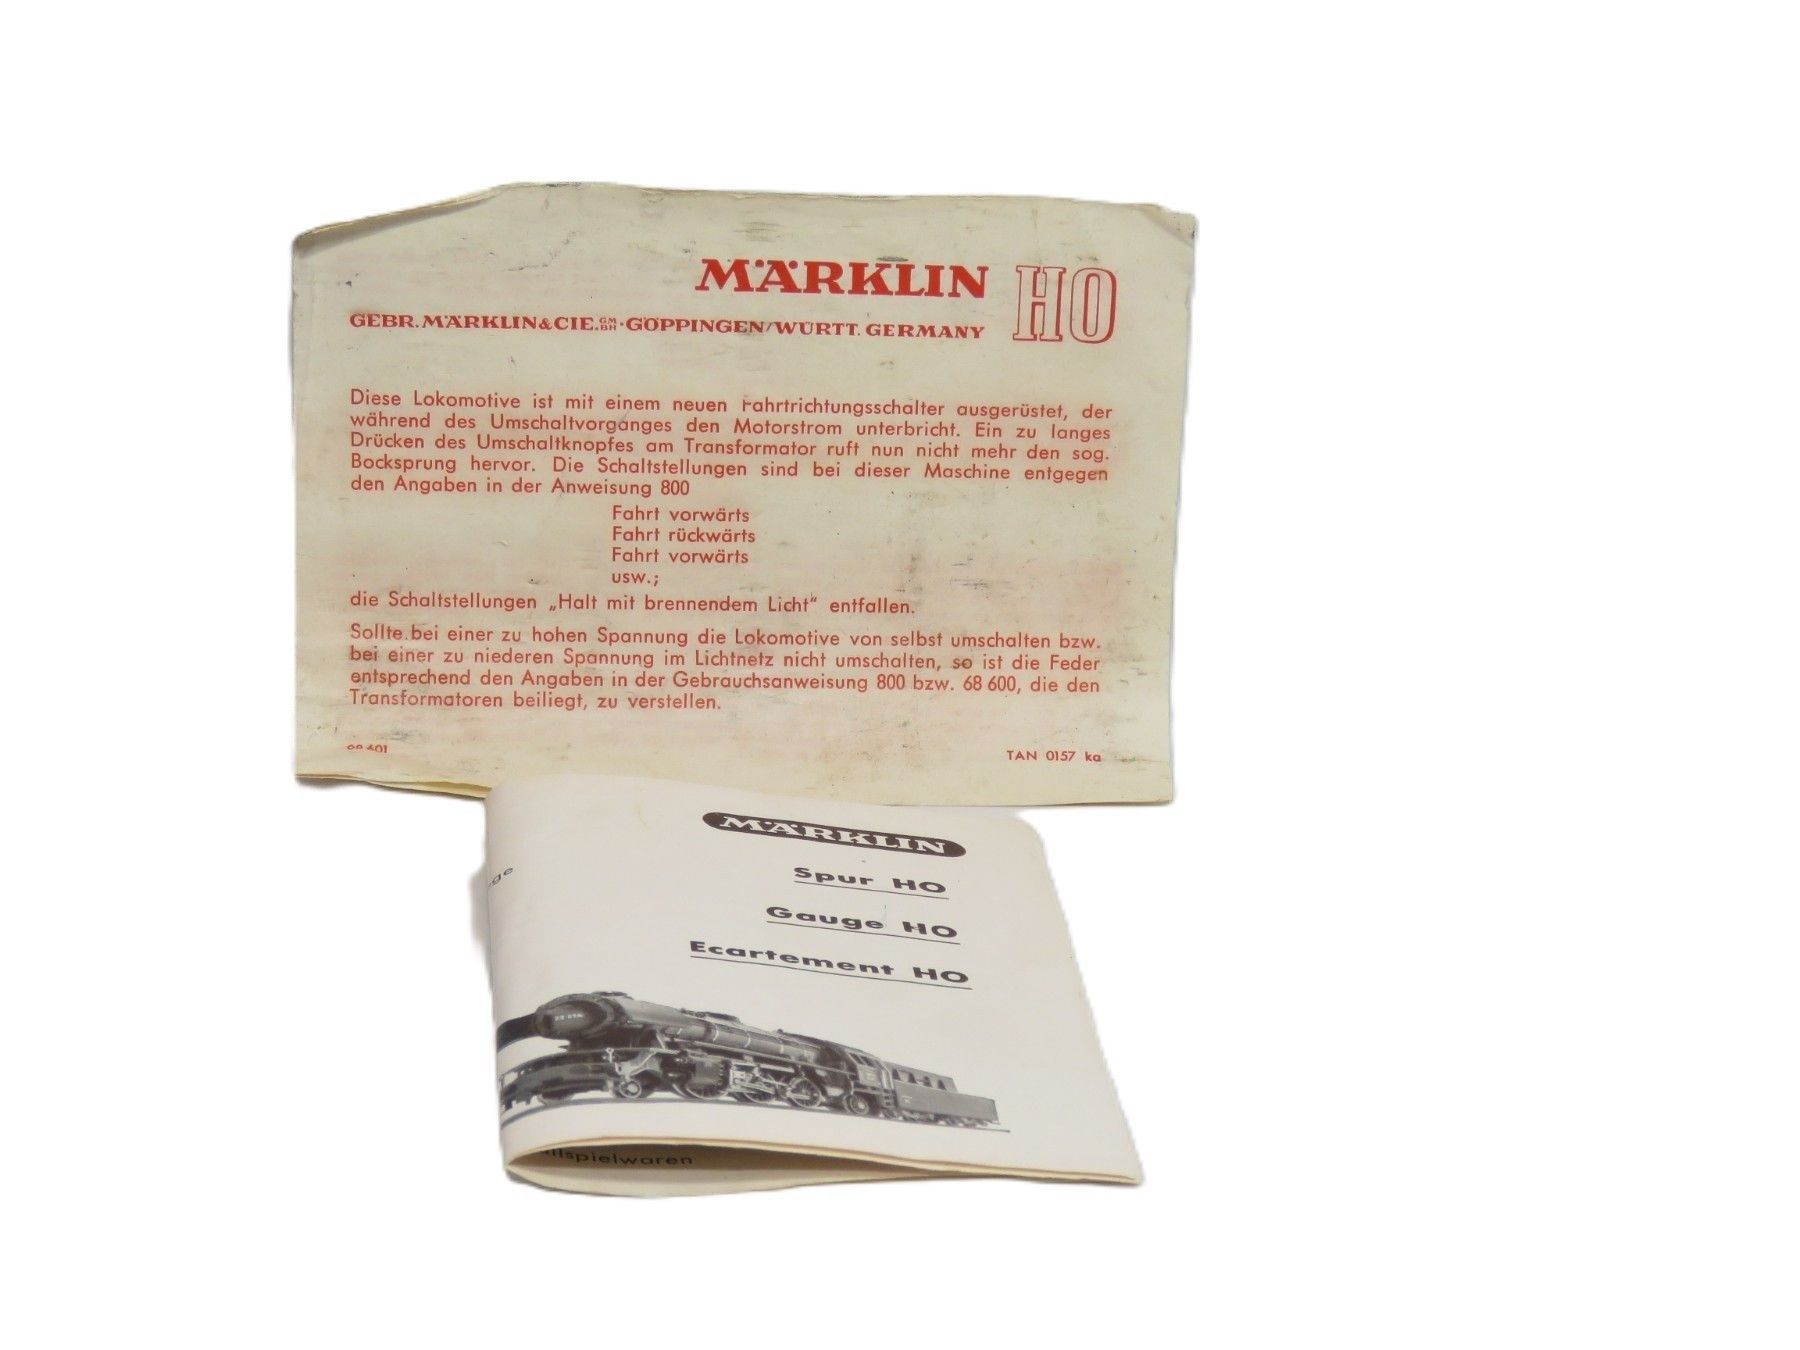 MÄRKLIN HO
GEBR. MÄRKLIN & CIE. GMBH · GÖPPINGEN/WÜRTT. GERMANY
Diese Lokomotive ist mit einem neuen Fahrtrichtungsschalter ausgerüstet, der
während des Umschaltvorganges den Motorstrom unterbricht. Ein zu langes
Drücken des Umschaltknopfes am Transformator ruft nun nicht mehr den sog.
Bocksprung hervor. Die Schaltstellungen sind bei dieser Maschine entgegen
den Angaben in der Anweisung 800
Fahrt vorwärts
Fahrt rückwärts
Fahrt vorwärts
usw.;
die Schaltstellungen „Halt mit brennendem Licht“ entfallen.
Sollte bei einer zu hohen Spannung die Lokomotive von selbst umschalten bzw.
bei einer zu niederen Spannung im Lichtnetz nicht umschalten, so ist die Feder
entsprechend den Angaben in der Gebrauchsanweisung 800 bzw. 68 600, die den
Transformatoren beiliegt, zu verstellen.
TAN 0157 ka
MÄRKLIN
Spur HO
Gauge HO
Ecartement HO